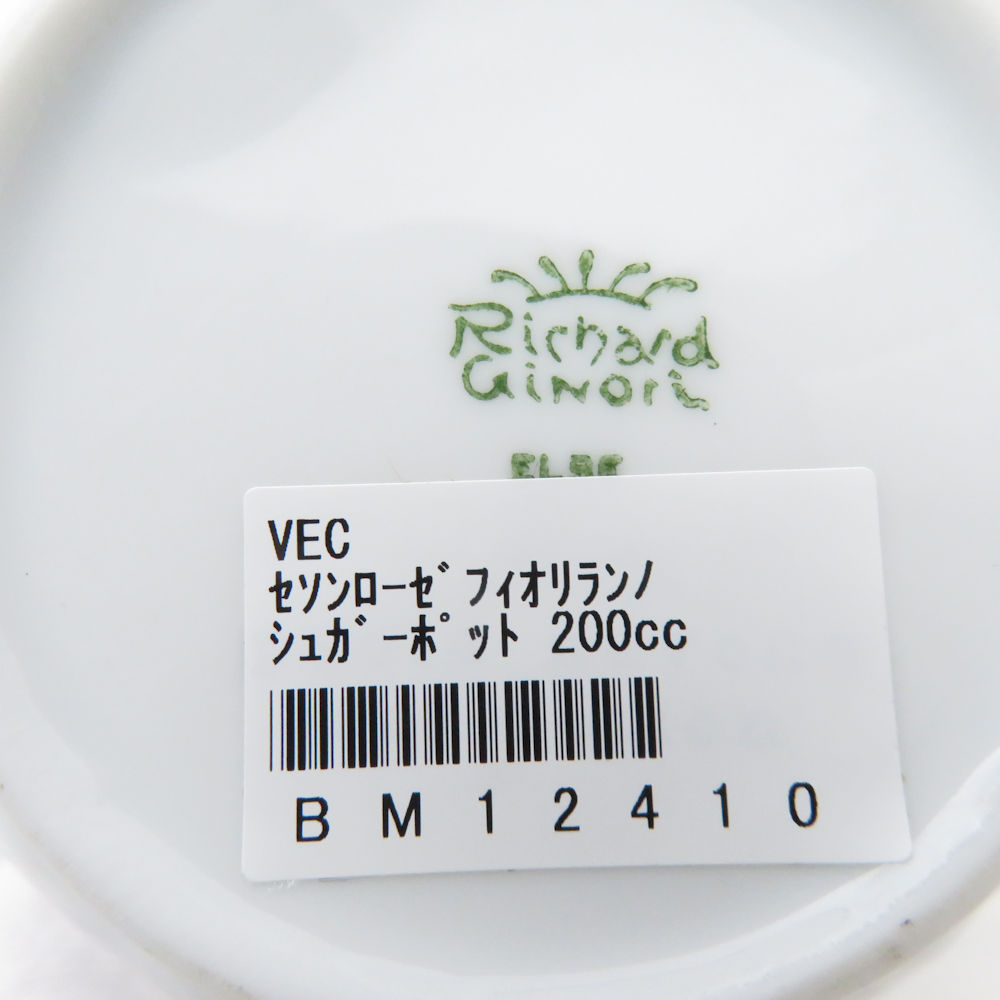 Richard
Ginori
VEC
ｾｿﾝﾛｰｾﾞ ﾌｨｵﾘﾗﾝﾉ
ｼｭｶﾞｰﾎﾟｯﾄ 200cc
BM12410